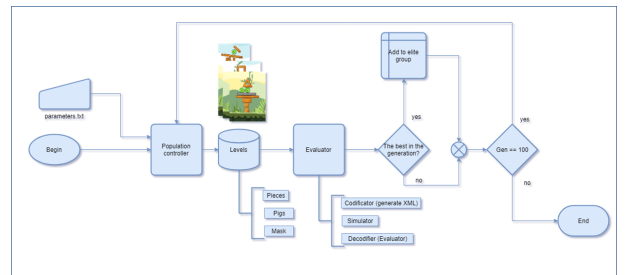 Add to elite
group
parameters.txt
yes
yes
Begin
Population
controller
Levels
Evaluator
The best in the
generation?
Gen == 100
no
no
Pieces
Pigs
Mask
Codificator (generate XML)
Simulator
Decodifier (Evaluator)
End